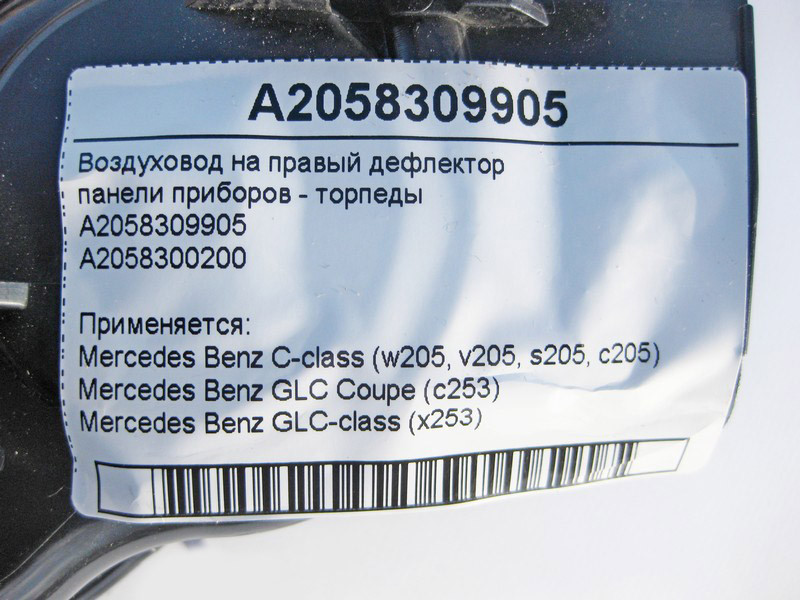 A2058309905
Воздуховод на правый дефлектор
панели приборов - торпеды
A2058309905
A2058300200
Применяется:
Mercedes Benz C-class (w205, v205, s205, c205)
Mercedes Benz GLC Coupe (c253)
Mercedes Benz GLC-class (x253)